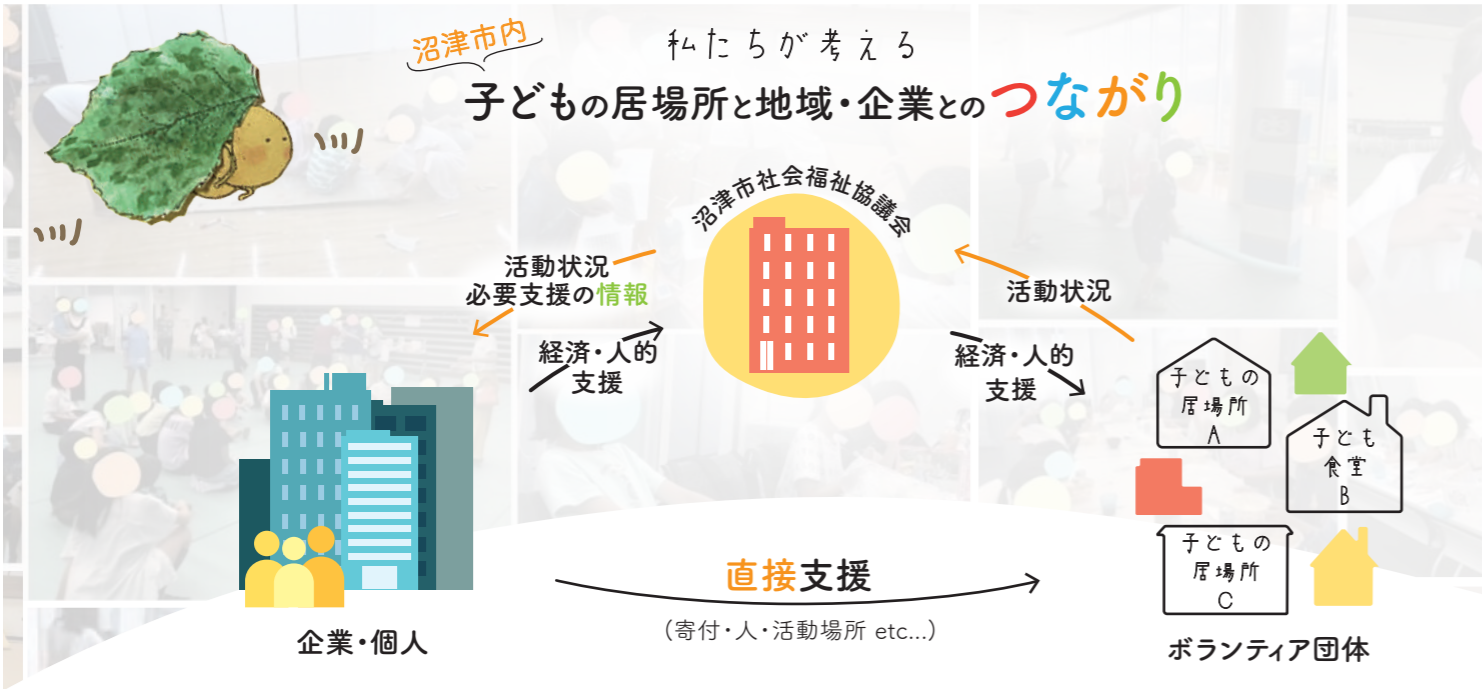 沼津市内
私たちが考える
子どもの居場所と地域・企業とのつながり
沼津市社会福祉協議会
活動状況
必要支援の情報
経済・人的
支援
活動状況
経済・人的
支援
子どもの
居場所
A
子ども
食堂
B
子どもの
居場所
C
直接支援
(寄付・人・活動場所 etc...)
企業・個人
ボランティア団体